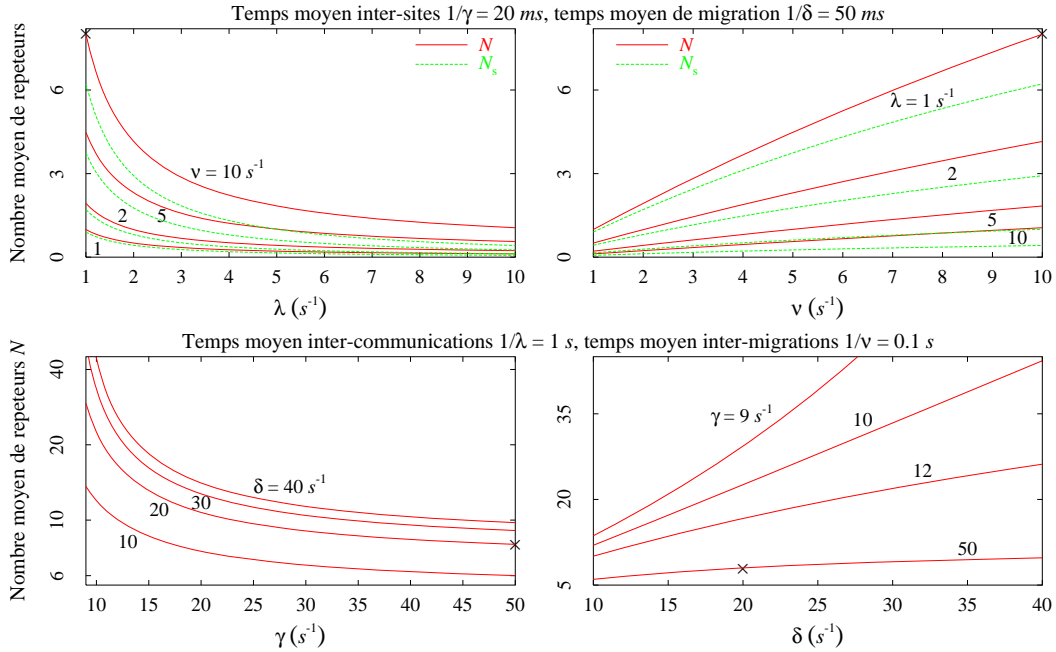 Temps moyen inter-sites 1/γ = 20 ms, temps moyen de migration 1/δ = 50 ms
Nombre moyen de repeteurs
N
Nₛ
ν = 10 s⁻¹
5
2
1
0
3
6
1 2 3 4 5 6 7 8 9 10
λ (s⁻¹)
N
Nₛ
λ = 1 s⁻¹
2
5
10
0
3
6
1 2 3 4 5 6 7 8 9 10
ν (s⁻¹)
Temps moyen inter-communications 1/λ = 1 s, temps moyen inter-migrations 1/ν = 0.1 s
Nombre moyen de repeteurs N
δ = 40 s⁻¹
30
20
10
40
20
10
6
10 15 20 25 30 35 40 45 50
γ (s⁻¹)
γ = 9 s⁻¹
10
12
50
35
20
5
10 15 20 25 30 35 40
δ (s⁻¹)